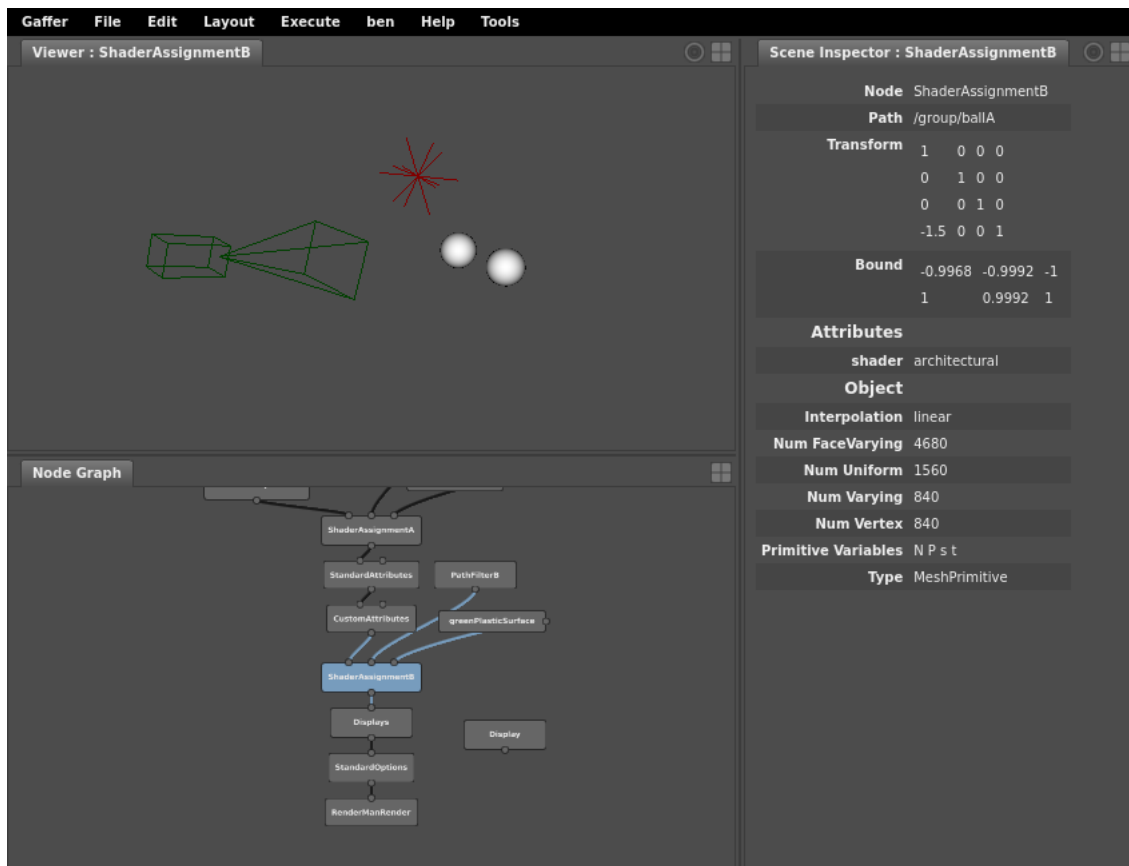 Gaffer File Edit Layout Execute ben Help Tools
Viewer : ShaderAssignmentB
Node Graph
ShaderAssignmentA
StandardAttributes PathFilterB
CustomAttributes greenPlasticSurface
ShaderAssignmentB
Displays
Display
StandardOptions
RenderManRender
Scene Inspector : ShaderAssignmentB
Node ShaderAssignmentB
Path /group/ballA
Transform 1 0 0 0
0 1 0 0
0 0 1 0
-1.5 0 0 1
Bound -0.9968 -0.9992 -1
1 0.9992 1
Attributes
shader architectural
Object
Interpolation linear
Num FaceVarying 4680
Num Uniform 1560
Num Varying 840
Num Vertex 840
Primitive Variables N P s t
Type MeshPrimitive